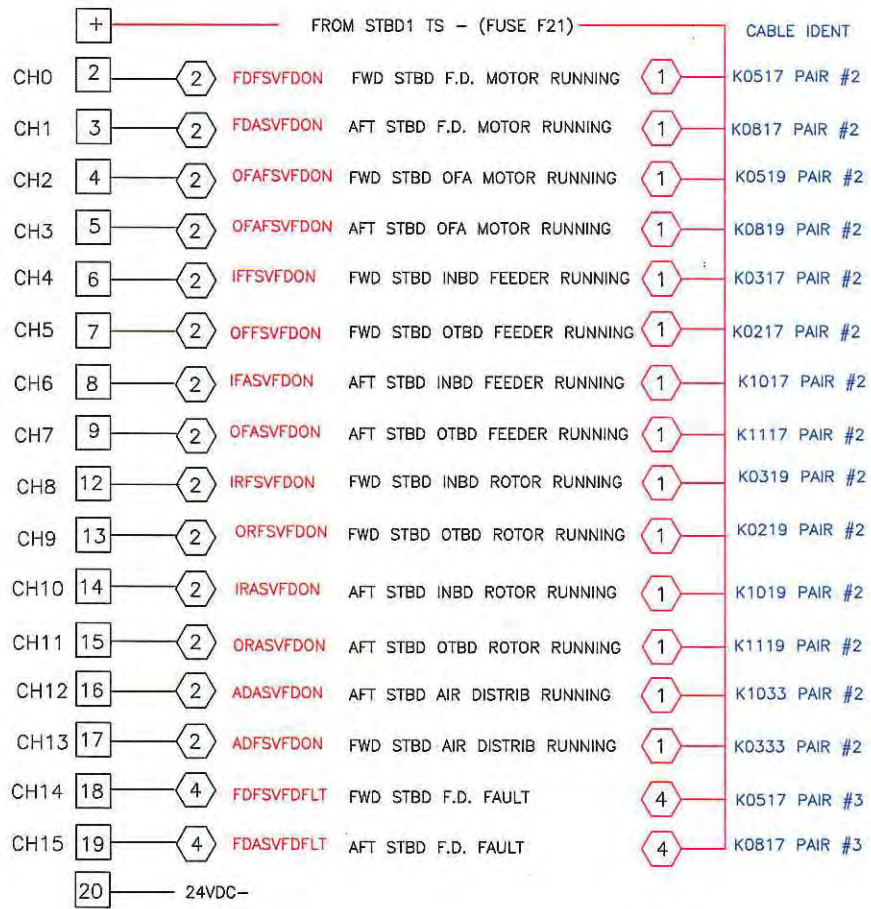 + FROM STBD1 TS - (FUSE F21) CABLE IDENT
CH0 2 2 FDFSVFDON FWD STBD F.D. MOTOR RUNNING 1 K0517 PAIR #2
CH1 3 2 FDASVFDON AFT STBD F.D. MOTOR RUNNING 1 K0817 PAIR #2
CH2 4 2 OFAFSVFDON FWD STBD OFA MOTOR RUNNING 1 K0519 PAIR #2
CH3 5 2 OFAFSVFDON AFT STBD OFA MOTOR RUNNING 1 K0819 PAIR #2
CH4 6 2 IFFSVFDON FWD STBD INBD FEEDER RUNNING 1 K0317 PAIR #2
CH5 7 2 OFFSVFDON FWD STBD OTBD FEEDER RUNNING 1 K0217 PAIR #2
CH6 8 2 IFASVFDON AFT STBD INBD FEEDER RUNNING 1 K1017 PAIR #2
CH7 9 2 OFASVFDON AFT STBD OTBD FEEDER RUNNING 1 K1117 PAIR #2
CH8 12 2 IRFSVFDON FWD STBD INBD ROTOR RUNNING 1 K0319 PAIR #2
CH9 13 2 ORFSVFDON FWD STBD OTBD ROTOR RUNNING 1 K0219 PAIR #2
CH10 14 2 IRASVFDON AFT STBD INBD ROTOR RUNNING 1 K1019 PAIR #2
CH11 15 2 ORASVFDON AFT STBD OTBD ROTOR RUNNING 1 K1119 PAIR #2
CH12 16 2 ADASVFDON AFT STBD AIR DISTRIB RUNNING 1 K1033 PAIR #2
CH13 17 2 ADFSVFDON FWD STBD AIR DISTRIB RUNNING 1 K0333 PAIR #2
CH14 18 4 FDFSVFDFLT FWD STBD F.D. FAULT 4 K0517 PAIR #3
CH15 19 4 FDASVFDFLT AFT STBD F.D. FAULT 4 K0817 PAIR #3
20 24VDC-